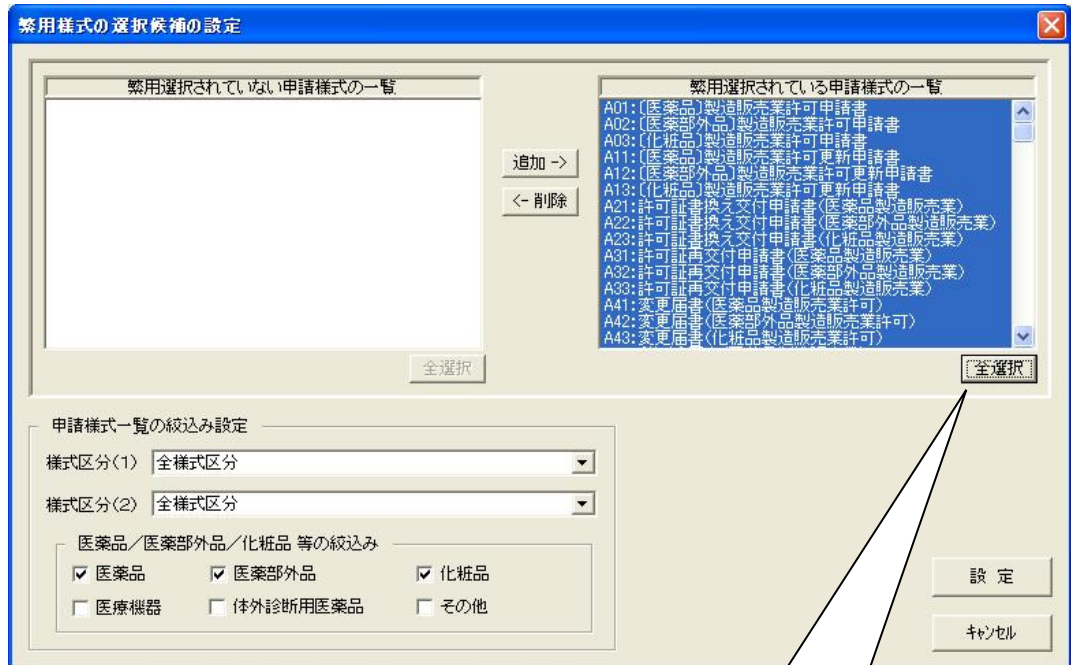 繁用様式の選択候補の設定
繁用選択されていない申請様式の一覧
追加 ->
<- 削除
全選択
繁用選択されている申請様式の一覧
A01:〔医薬品〕製造販売業許可申請書
A02:〔医薬部外品〕製造販売業許可申請書
A03:〔化粧品〕製造販売業許可申請書
A11:〔医薬品〕製造販売業許可更新申請書
A12:〔医薬部外品〕製造販売業許可更新申請書
A13:〔化粧品〕製造販売業許可更新申請書
A21:許可証書換え交付申請書(医薬品製造販売業)
A22:許可証書換え交付申請書(医薬部外品製造販売業)
A23:許可証書換え交付申請書(化粧品製造販売業)
A31:許可証再交付申請書(医薬品製造販売業)
A32:許可証再交付申請書(医薬部外品製造販売業)
A33:許可証再交付申請書(化粧品製造販売業)
A41:変更届書(医薬品製造販売業許可)
A42:変更届書(医薬部外品製造販売業許可)
A43:変更届書(化粧品製造販売業許可)
全選択
申請様式一覧の絞込み設定
様式区分(1) 全様式区分
様式区分(2) 全様式区分
医薬品/医薬部外品/化粧品 等の絞込み
医薬品 医薬部外品 化粧品
医療機器 体外診断用医薬品 その他
設 定
キャンセル